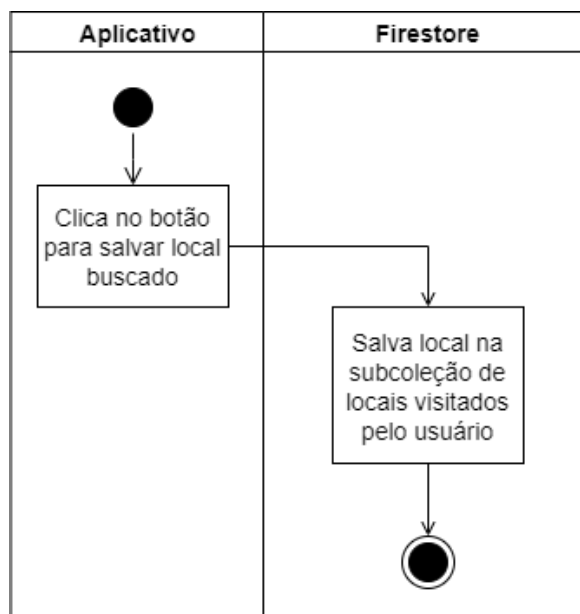 Aplicativo
Firestore
Clica no botão
para salvar local
buscado
Salva local na
subcoleção de
locais visitados
pelo usuário